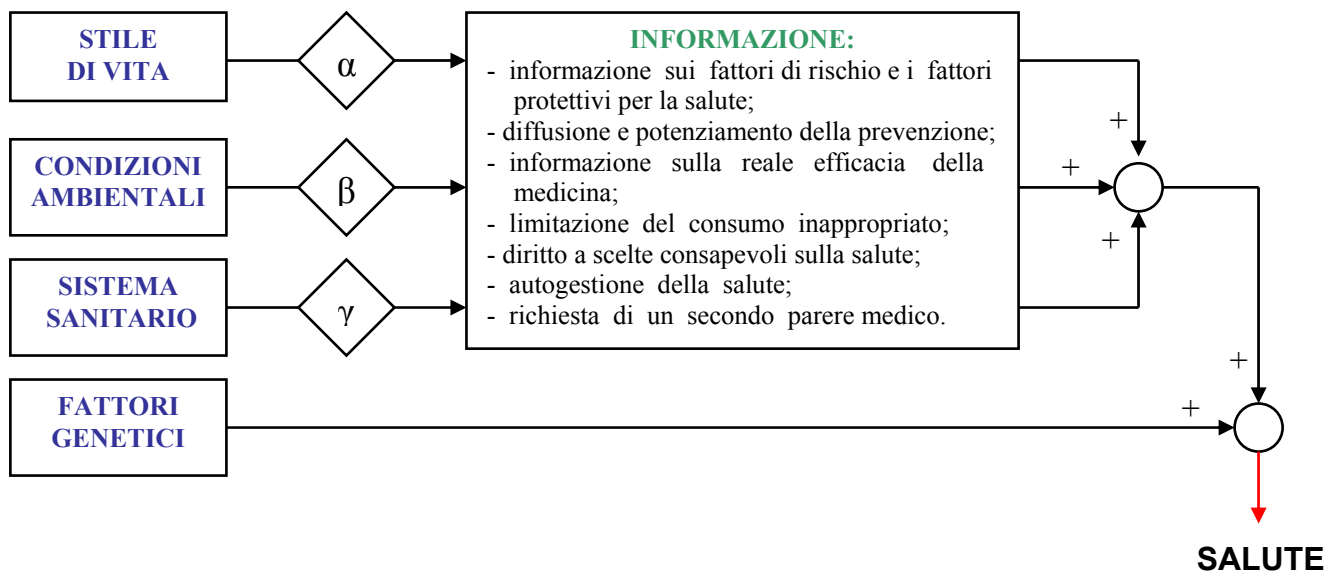 STILE
DI VITA
α
CONDIZIONI
AMBIENTALI
β
SISTEMA
SANITARIO
γ
FATTORI
GENETICI
INFORMAZIONE:
- informazione sui fattori di rischio e i fattori
protettivi per la salute;
- diffusione e potenziamento della prevenzione;
- informazione sulla reale efficacia della
medicina;
- limitazione del consumo inappropriato;
- diritto a scelte consapevoli sulla salute;
- autogestione della salute;
- richiesta di un secondo parere medico.
+
+
+
+
+
SALUTE